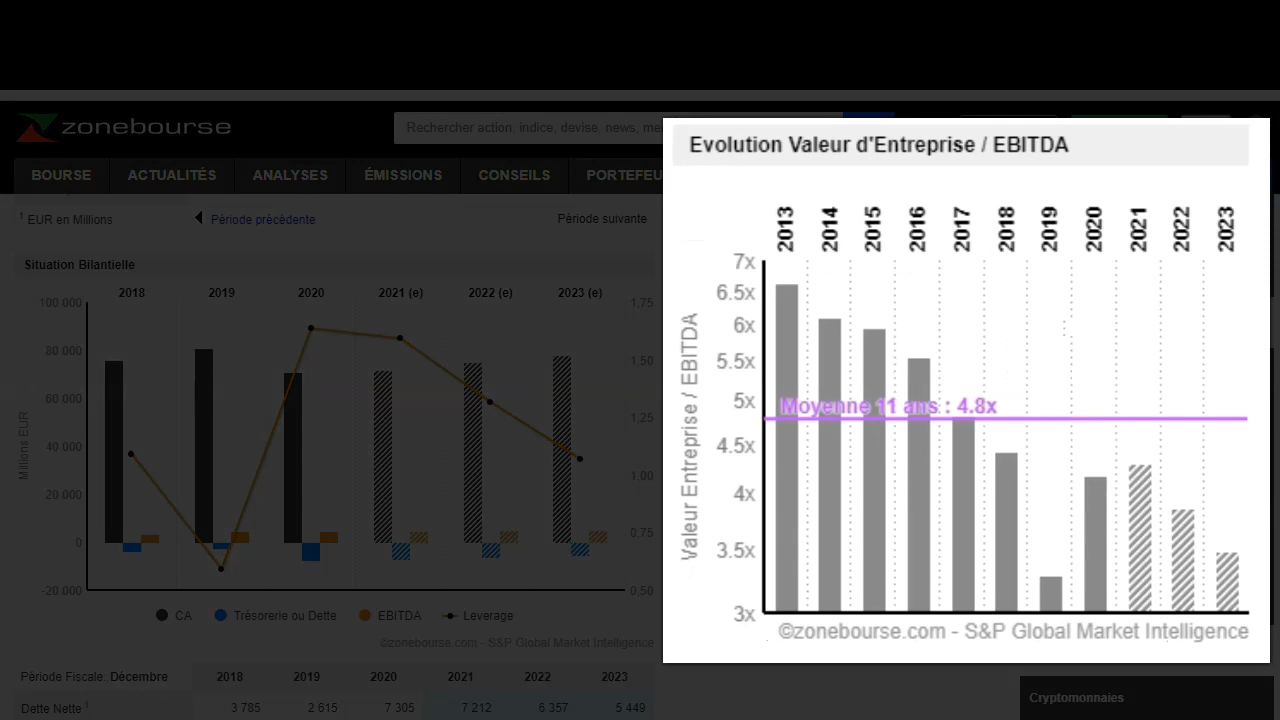 zonebourse
Rechercher action, indice, devise, news, me
BOURSE ACTUALITÉS ANALYSES ÉMISSIONS CONSEILS PORTEFEU
1 EUR en Millions Période précédente Période suivante
Situation Bilantielle
2018 2019 2020 2021 (e) 2022 (e) 2023 (e)
100 000 1,75
80 000 1,50
60 000 1,25
40 000 1,00
20 000 0,75
0
-20 000 0,50
Millions EUR
CA Trésorerie ou Dette EBITDA Leverage
©zonebourse.com - S&P Global Market Intelligence
Période Fiscale: Décembre 2018 2019 2020 2021 2022 2023
Dette Nette 1 3 785 2 615 7 305 7 212 6 357 5 449
Evolution Valeur d'Entreprise / EBITDA
2013 2014 2015 2016 2017 2018 2019 2020 2021 2022 2023
7x
6.5x
6x
5.5x
5x
4.5x
4x
3.5x
3x
Valeur Entreprise / EBITDA
Moyenne 11 ans : 4.8x
©zonebourse.com - S&P Global Market Intelligence
Cryptomonnaies